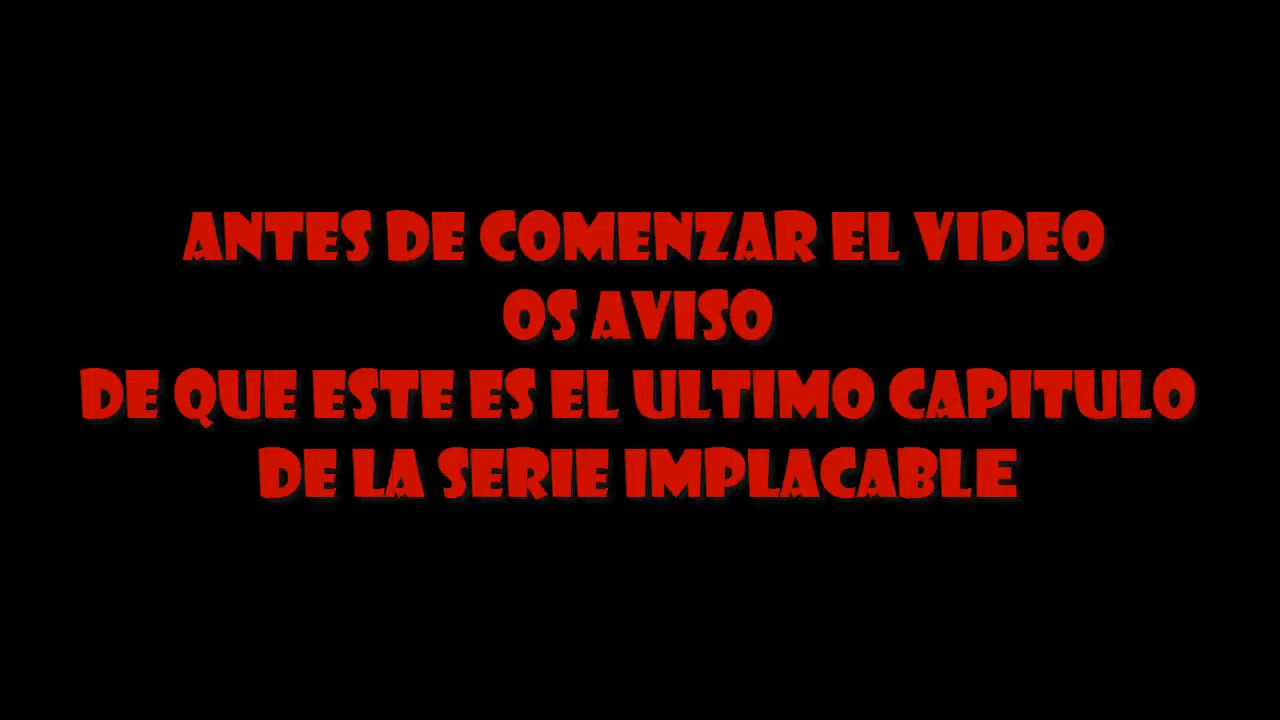 ANTES DE COMENZAR EL VIDEO
OS AVISO
DE QUE ESTE ES EL ULTIMO CAPITULO
DE LA SERIE IMPLACABLE